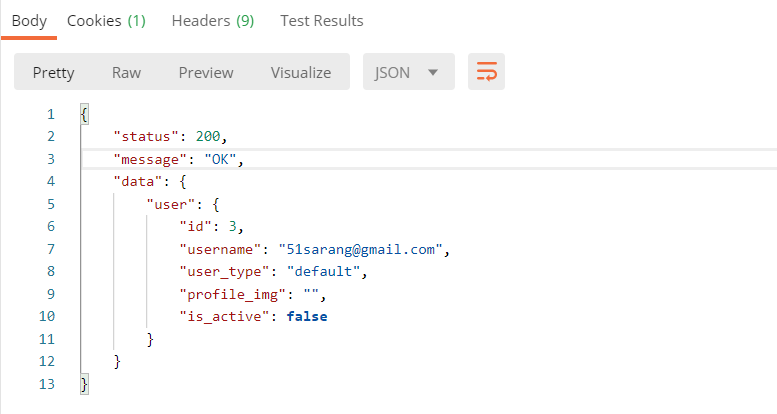 Body Cookies (1) Headers (9) Test Results
Pretty Raw Preview Visualize JSON
1 {
2 "status": 200,
3 "message": "OK",
4 "data": {
5 "user": {
6 "id": 3,
7 "username": "51sarang@gmail.com",
8 "user_type": "default",
9 "profile_img": "",
10 "is_active": false
11 }
12 }
13 }